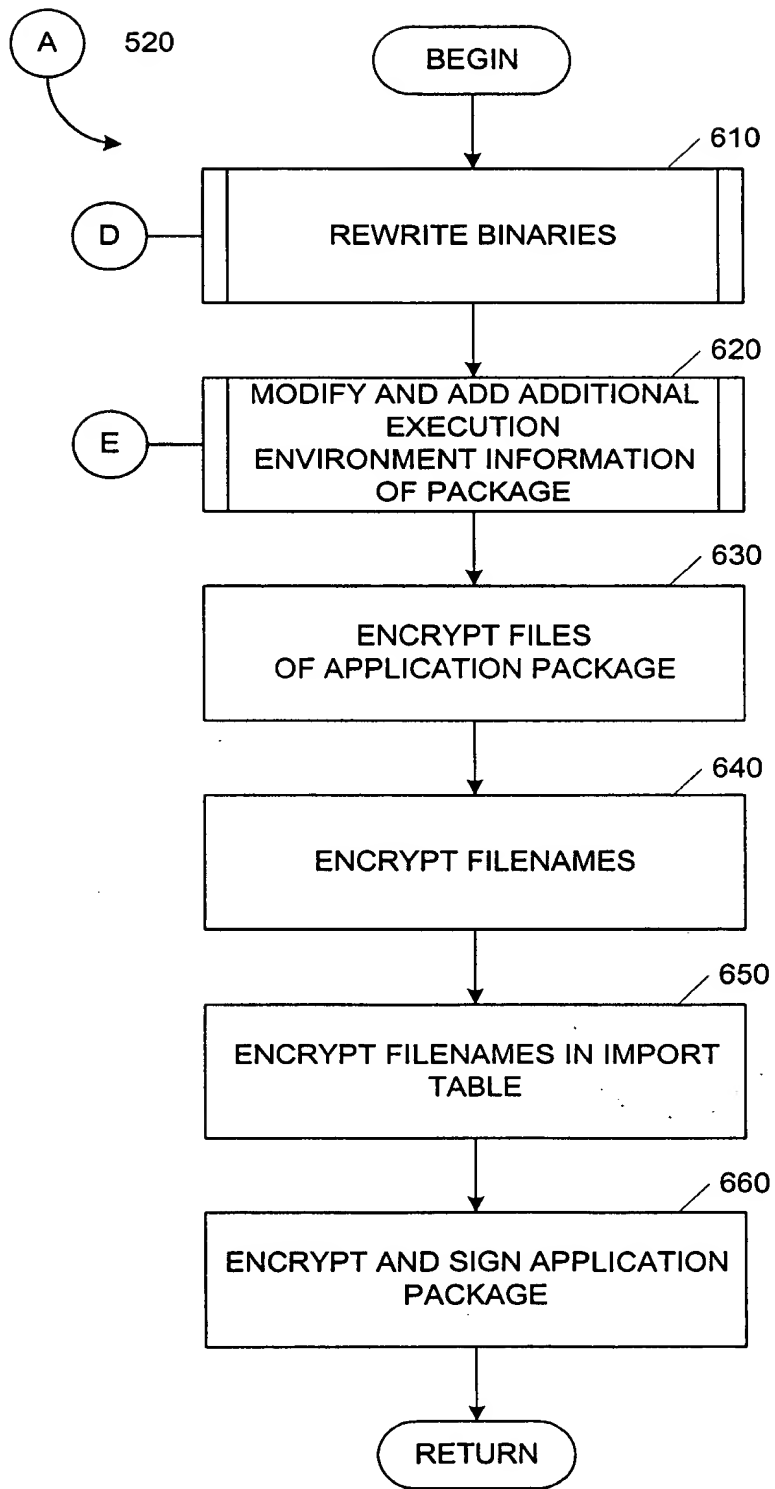 A
520
BEGIN
610
D
REWRITE BINARIES
620
E
MODIFY AND ADD ADDITIONAL
EXECUTION
ENVIRONMENT INFORMATION
OF PACKAGE
630
ENCRYPT FILES
OF APPLICATION PACKAGE
640
ENCRYPT FILENAMES
650
ENCRYPT FILENAMES IN IMPORT
TABLE
660
ENCRYPT AND SIGN APPLICATION
PACKAGE
RETURN